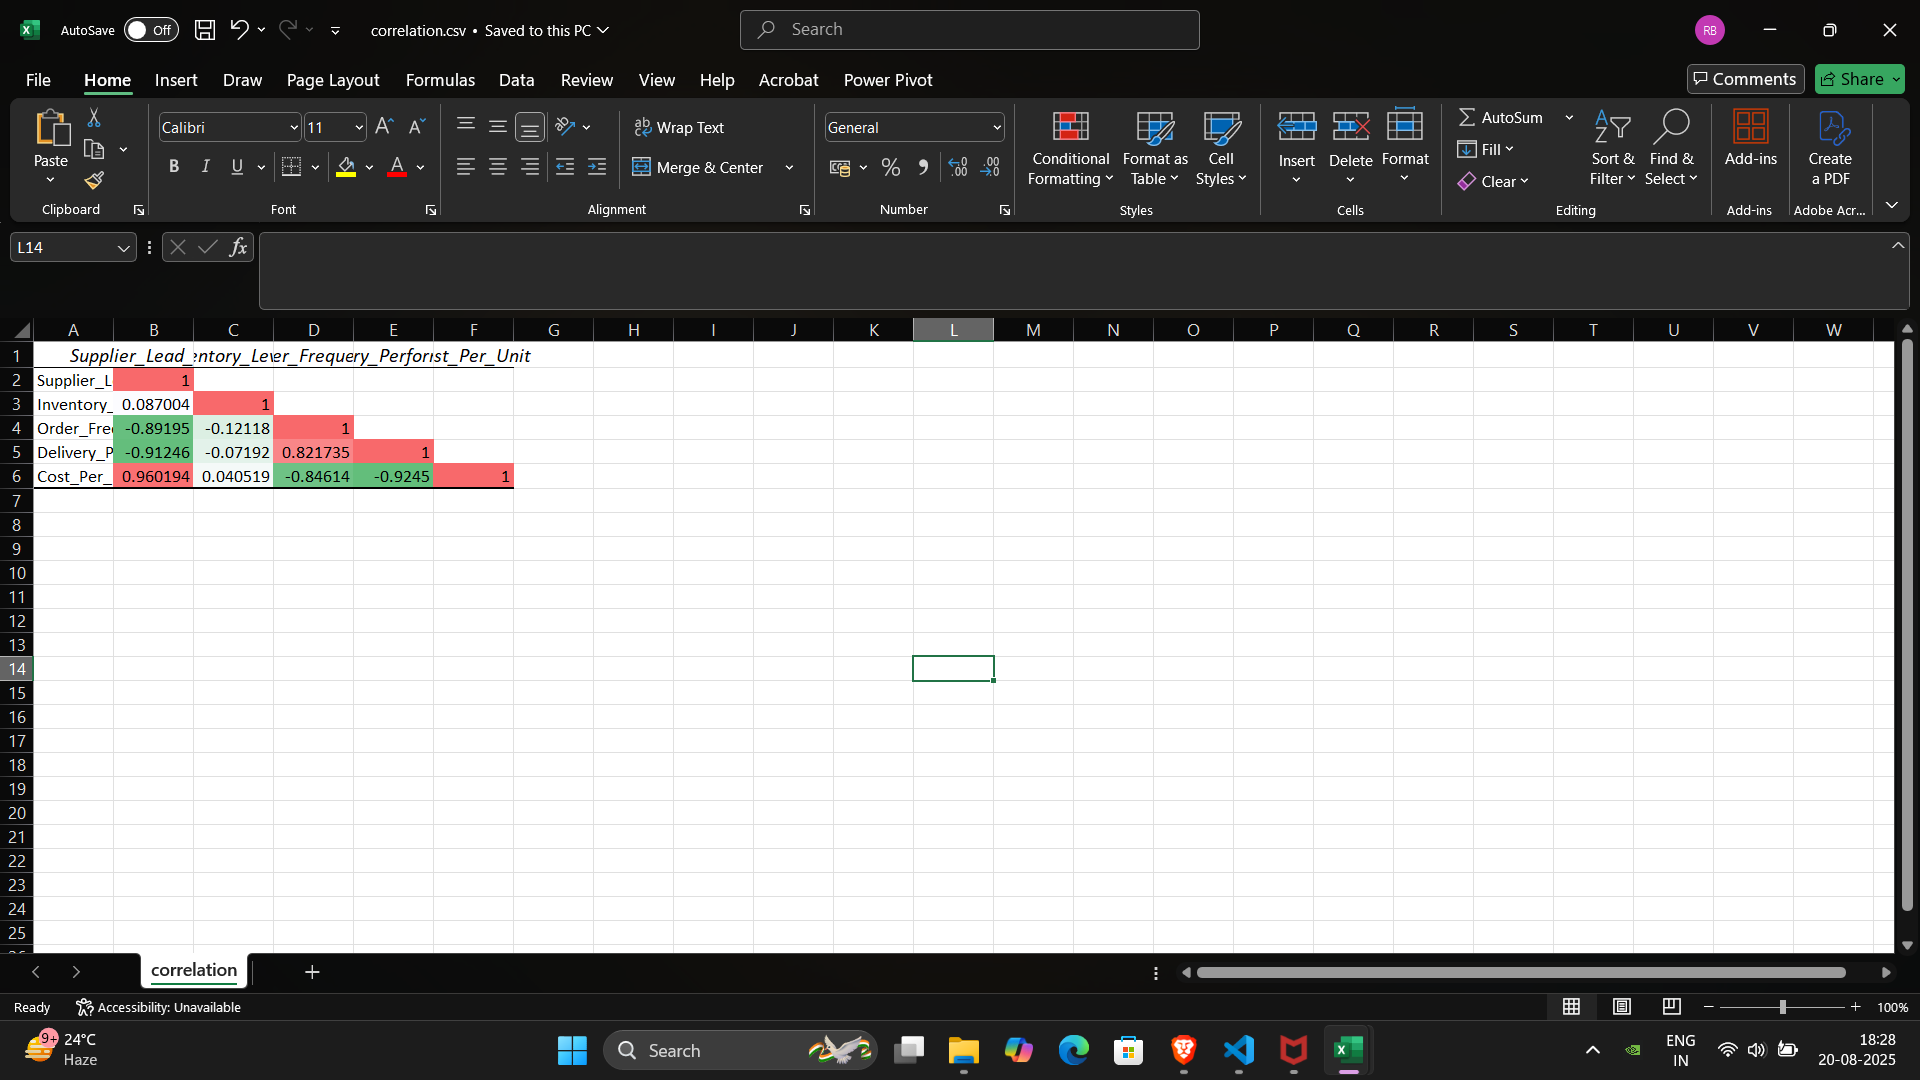 AutoSave Off correlation.csv • Saved to this PC Search RB
File Home Insert Draw Page Layout Formulas Data Review View Help Acrobat Power Pivot Comments Share
Paste Calibri 11 Wrap Text General Conditional Formatting Format as Table Cell Styles Insert Delete Format AutoSum Fill Clear Sort & Filter Find & Select Add-ins Create a PDF
B I U Merge & Center
Clipboard Font Alignment Number Styles Cells Editing Add-ins Adobe Acr...
L14 fx
A B C D E F G H I J K L M N O P Q R S T U V W
1 Supplier_Lead_ entory_Lev er_Freque ry_Perfor st_Per_Unit
2 Supplier_L 1
3 Inventory_ 0.087004 1
4 Order_Fre -0.89195 -0.12118 1
5 Delivery_P -0.91246 -0.07192 0.821735 1
6 Cost_Per_ 0.960194 0.040519 -0.84614 -0.9245 1
7
8
9
10
11
12
13
14
15
16
17
18
19
20
21
22
23
24
25
correlation
Ready Accessibility: Unavailable 100%
9+ 24°C Haze Search ENG IN 18:28 20-08-2025